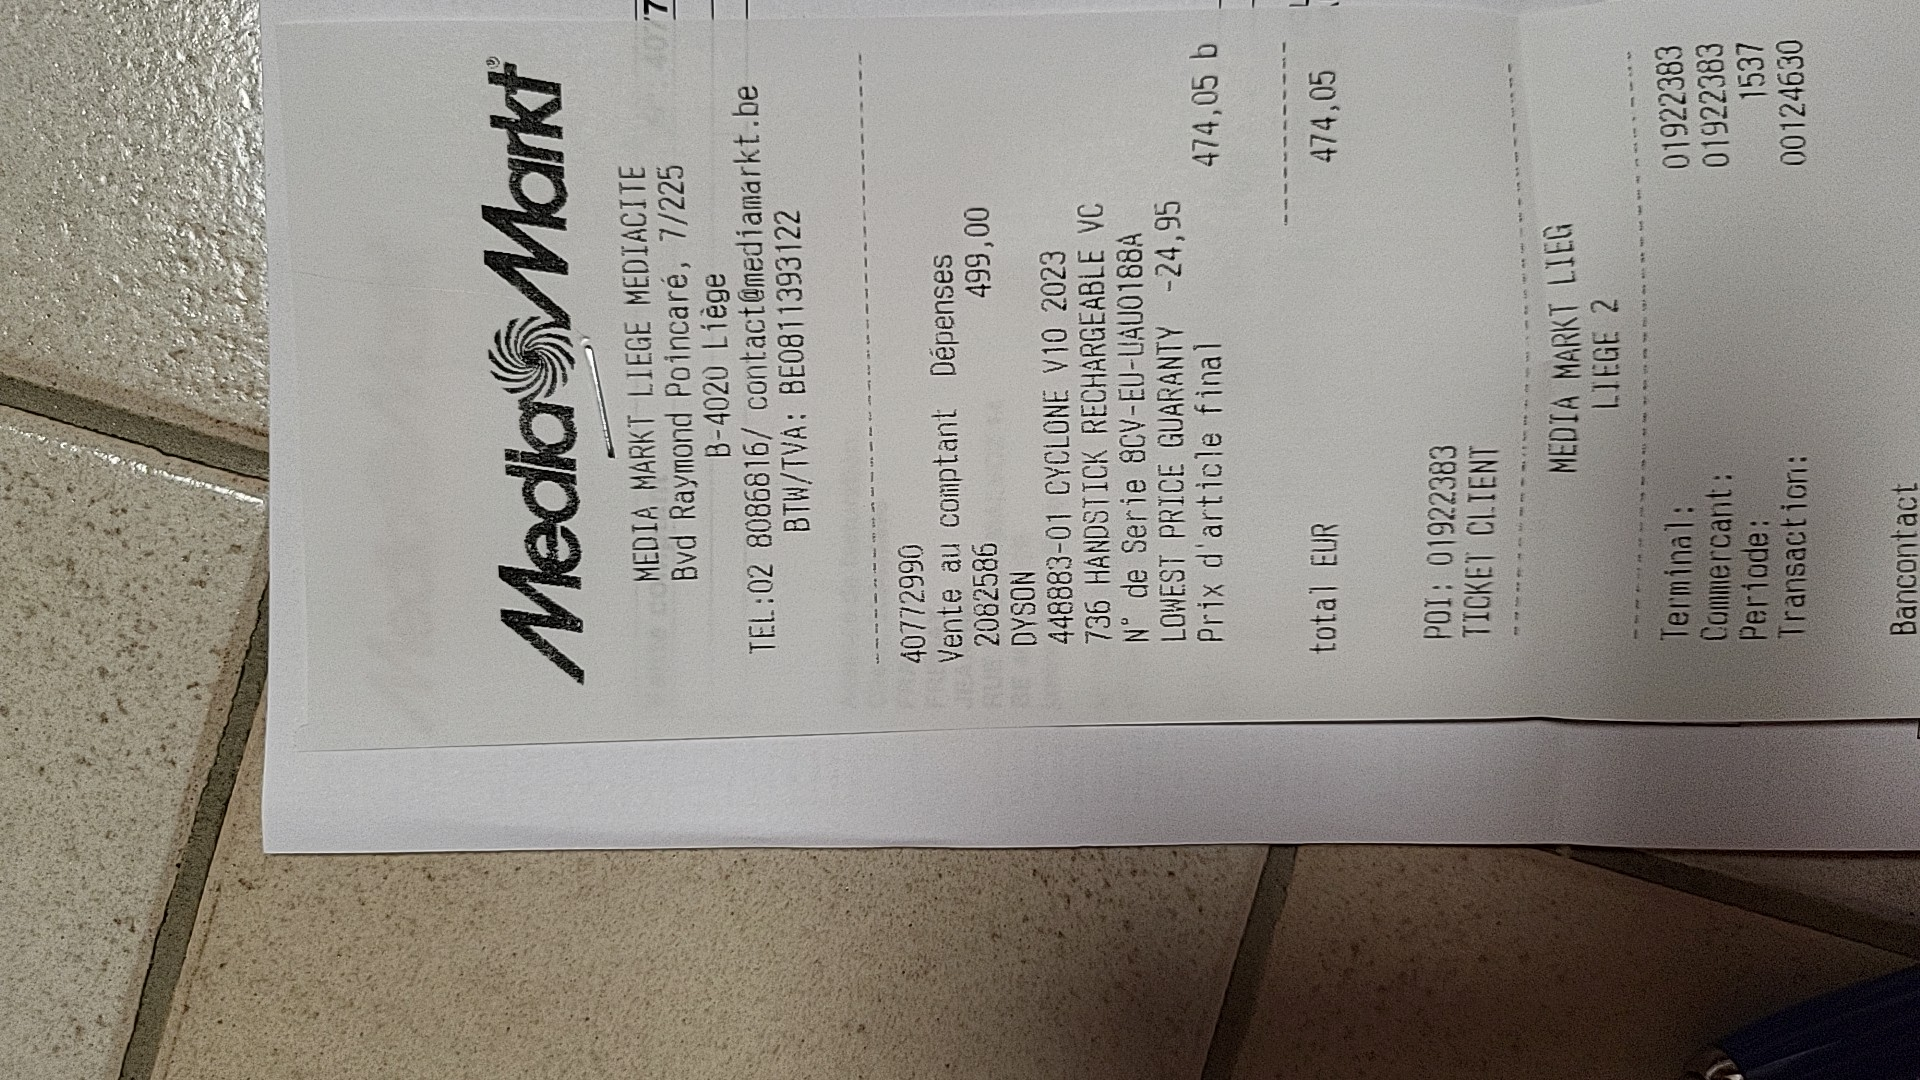 MediaMarkt®
MEDIA MARKT LIEGE MEDIACITE
Bvd Raymond Poincaré, 7/225
B-4020 Liège
TEL:02 8086816/ contact@mediamarkt.be
BTW/TVA: BE0811393122
40772990
Vente au comptant Dépenses
2082586 499,00
DYSON
448883-01 CYCLONE V10 2023
736 HANDSTICK RECHARGEABLE VC
N° de Serie 8CV-EU-UAU0188A
LOWEST PRICE GUARANTY -24,95
Prix d'article final 474,05 b
total EUR 474,05
POI: 01922383
TICKET CLIENT
MEDIA MARKT LIEG
LIEGE 2
Terminal: 01922383
Commercant: 01922383
Periode: 1537
Transaction: 00124630
Bancontact